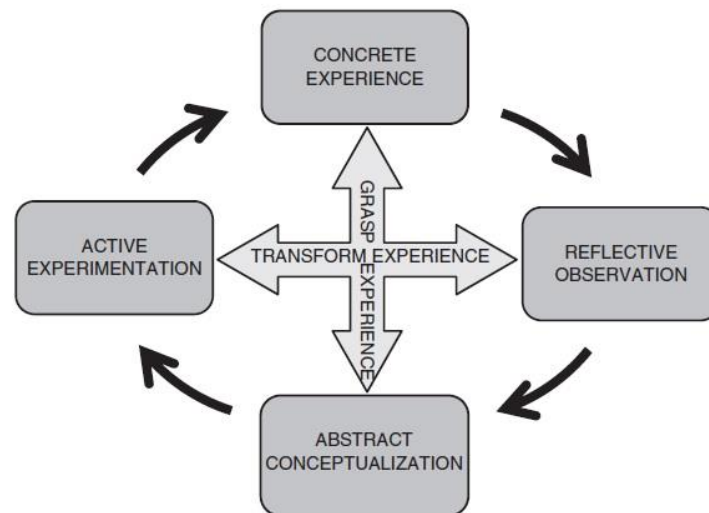 CONCRETE
EXPERIENCE
GRASP EXPERIENCE
ACTIVE
EXPERIMENTATION
TRANSFORM EXPERIENCE
REFLECTIVE
OBSERVATION
ABSTRACT
CONCEPTUALIZATION